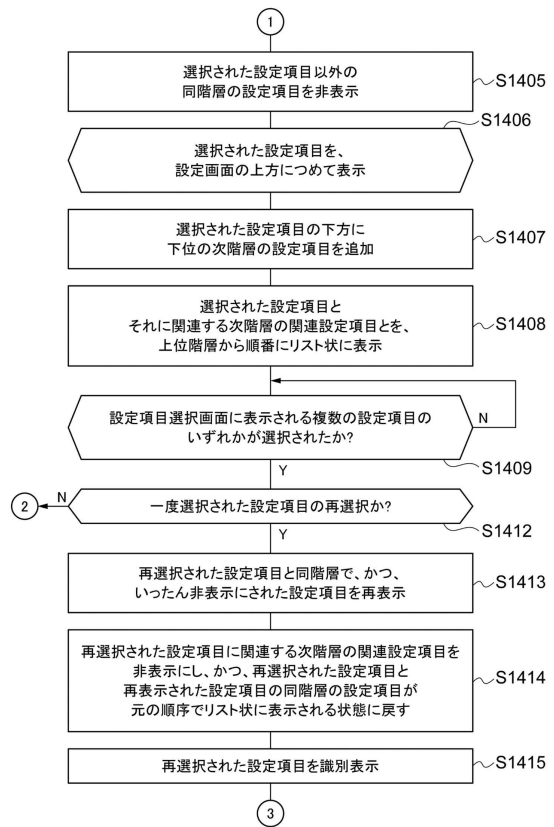 1
選択された設定項目以外の
同階層の設定項目を非表示
S1405
S1406
選択された設定項目を、
設定画面の上方につめて表示
選択された設定項目の下方に
下位の次階層の設定項目を追加
S1407
選択された設定項目と
それに関連する次階層の関連設定項目とを、
上位階層から順番にリスト状に表示
S1408
設定項目選択画面に表示される複数の設定項目の
いずれかが選択されたか?
N
S1409
Y
2
N
一度選択された設定項目の再選択か?
S1412
Y
再選択された設定項目と同階層で、かつ、
いったん非表示にされた設定項目を再表示
S1413
再選択された設定項目に関連する次階層の関連設定項目を
非表示にし、かつ、再選択された設定項目と
再表示された設定項目の同階層の設定項目が
元の順序でリスト状に表示される状態に戻す
S1414
再選択された設定項目を識別表示
S1415
3